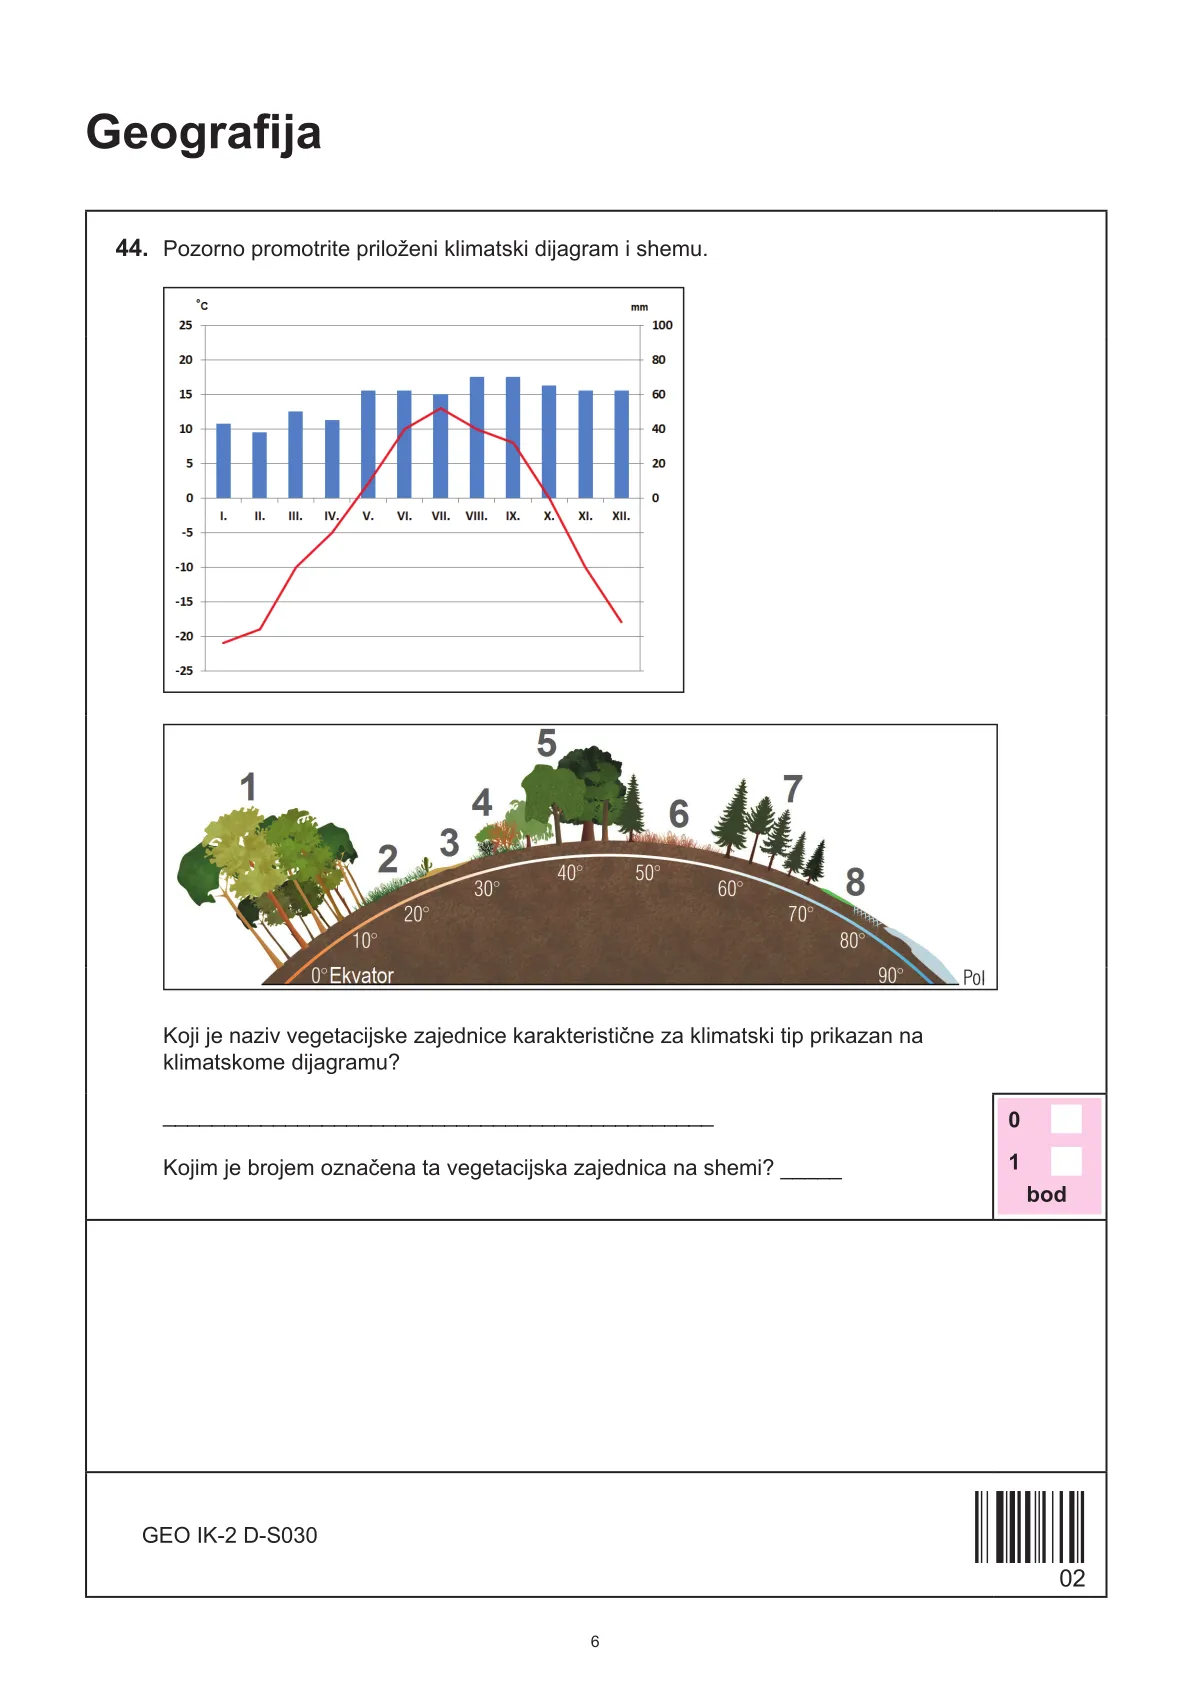 Geografija
44. Pozorno promotrite priloženi klimatski dijagram i shemu.
°C mm
25 100
20 80
15 60
10 40
5 20
0 0
I. II. III. IV. V. VI. VII. VIII. IX. X. XI. XII.
-5
-10
-15
-20
-25
5
1 7
4 6
3
2 8
40° 50°
30° 60°
20° 70°
10° 80°
0° Ekvator 90° Pol
Koji je naziv vegetacijske zajednice karakteristične za klimatski tip prikazan na
klimatskome dijagramu?
_____________________________________________
Kojim je brojem označena ta vegetacijska zajednica na shemi? _____
0
1
bod
GEO IK-2 D-S030
02
6